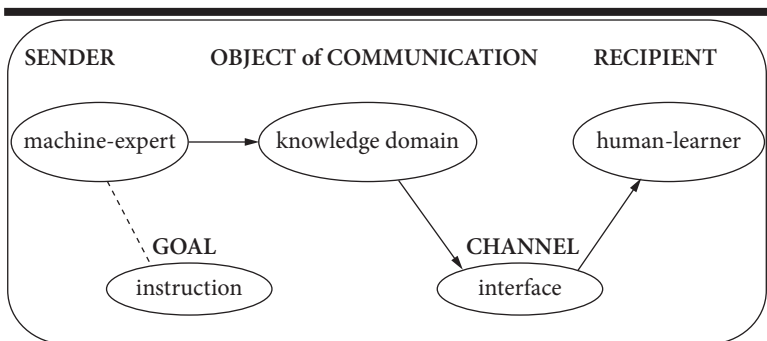 SENDER OBJECT of COMMUNICATION RECIPIENT
machine-expert knowledge domain human-learner
GOAL CHANNEL
instruction interface